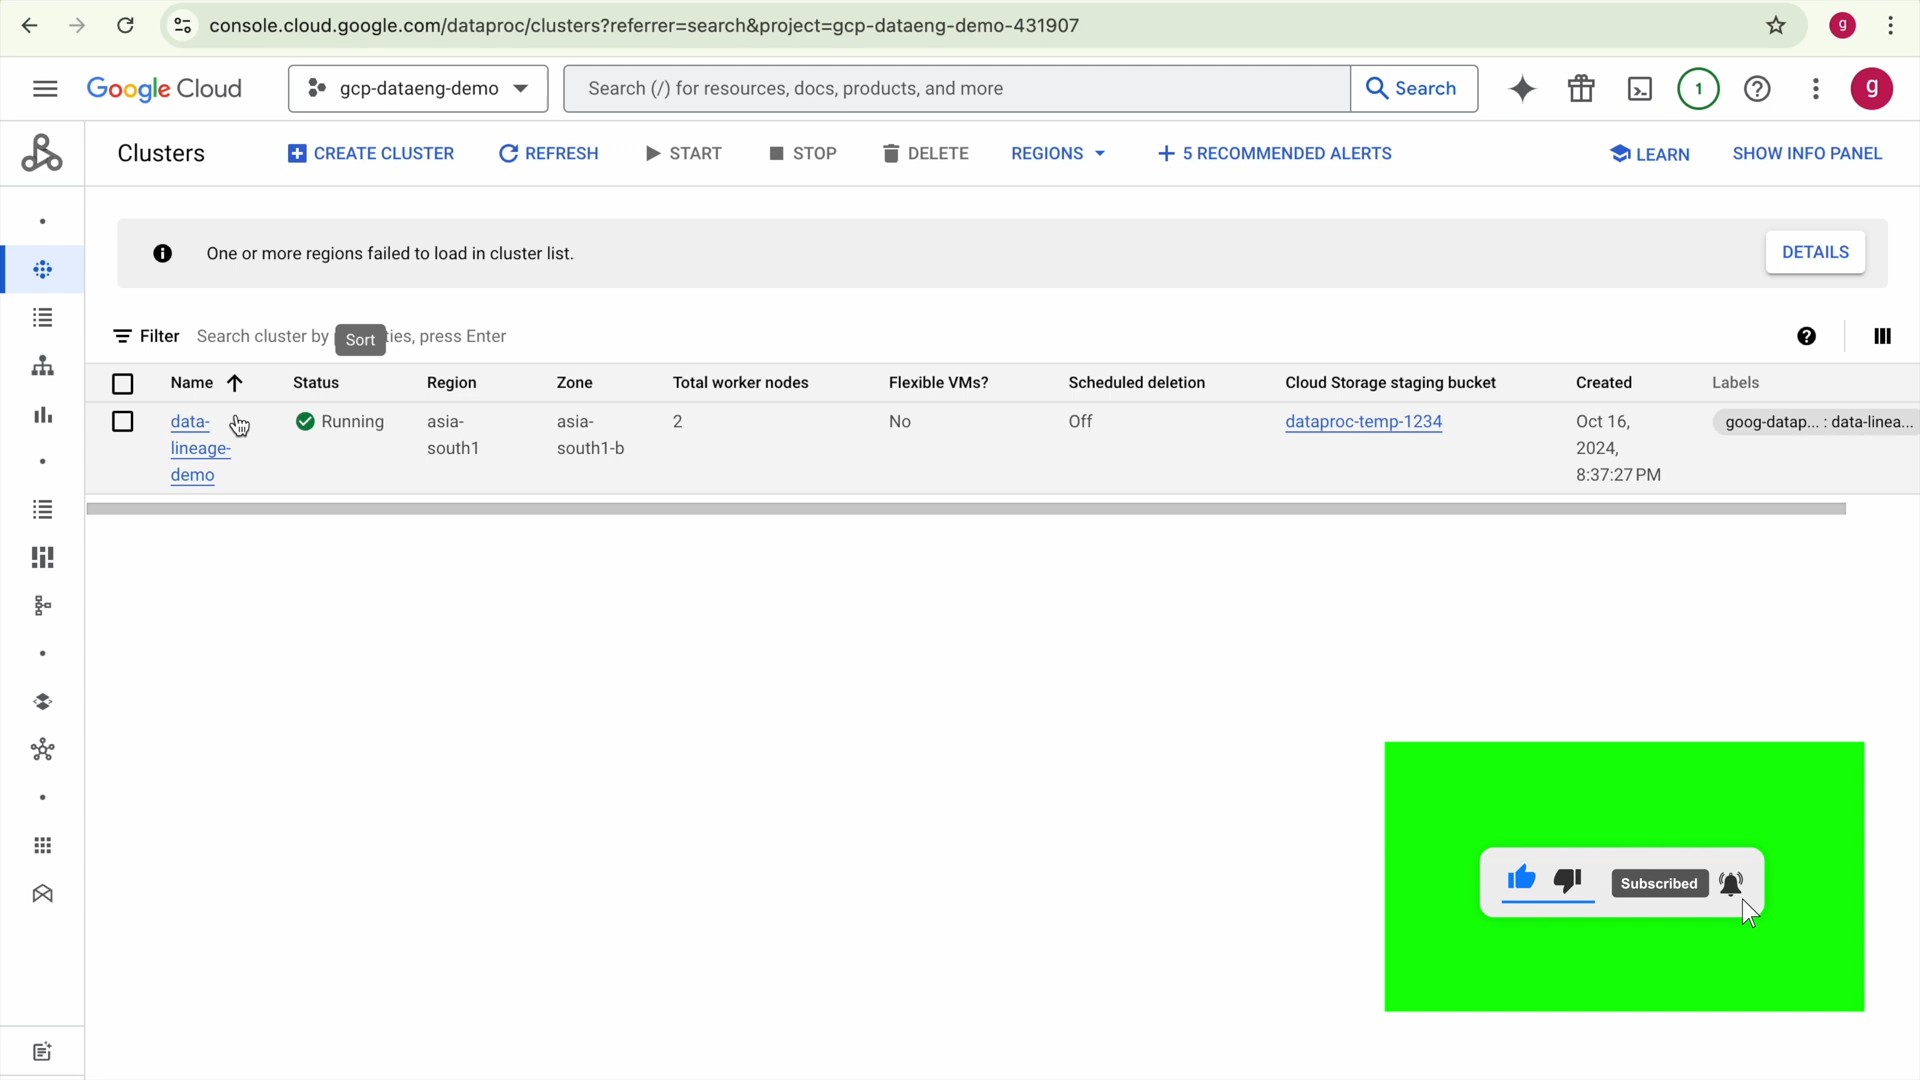 console.cloud.google.com/dataproc/clusters?referrer=search&project=gcp-dataeng-demo-431907 g
Google Cloud gcp-dataeng-demo Search (/) for resources, docs, products, and more Search 1 g
Clusters CREATE CLUSTER REFRESH START STOP DELETE REGIONS 5 RECOMMENDED ALERTS LEARN SHOW INFO PANEL
One or more regions failed to load in cluster list. DETAILS
Filter Search cluster by ties, press Enter
Sort
Name Status Region Zone Total worker nodes Flexible VMs? Scheduled deletion Cloud Storage staging bucket Created Labels
data- Running asia- asia- 2 No Off dataproc-temp-1234 Oct 16, goog-datap... : data-linea...
lineage- south1 south1-b 2024,
demo 8:37:27 PM
Subscribed